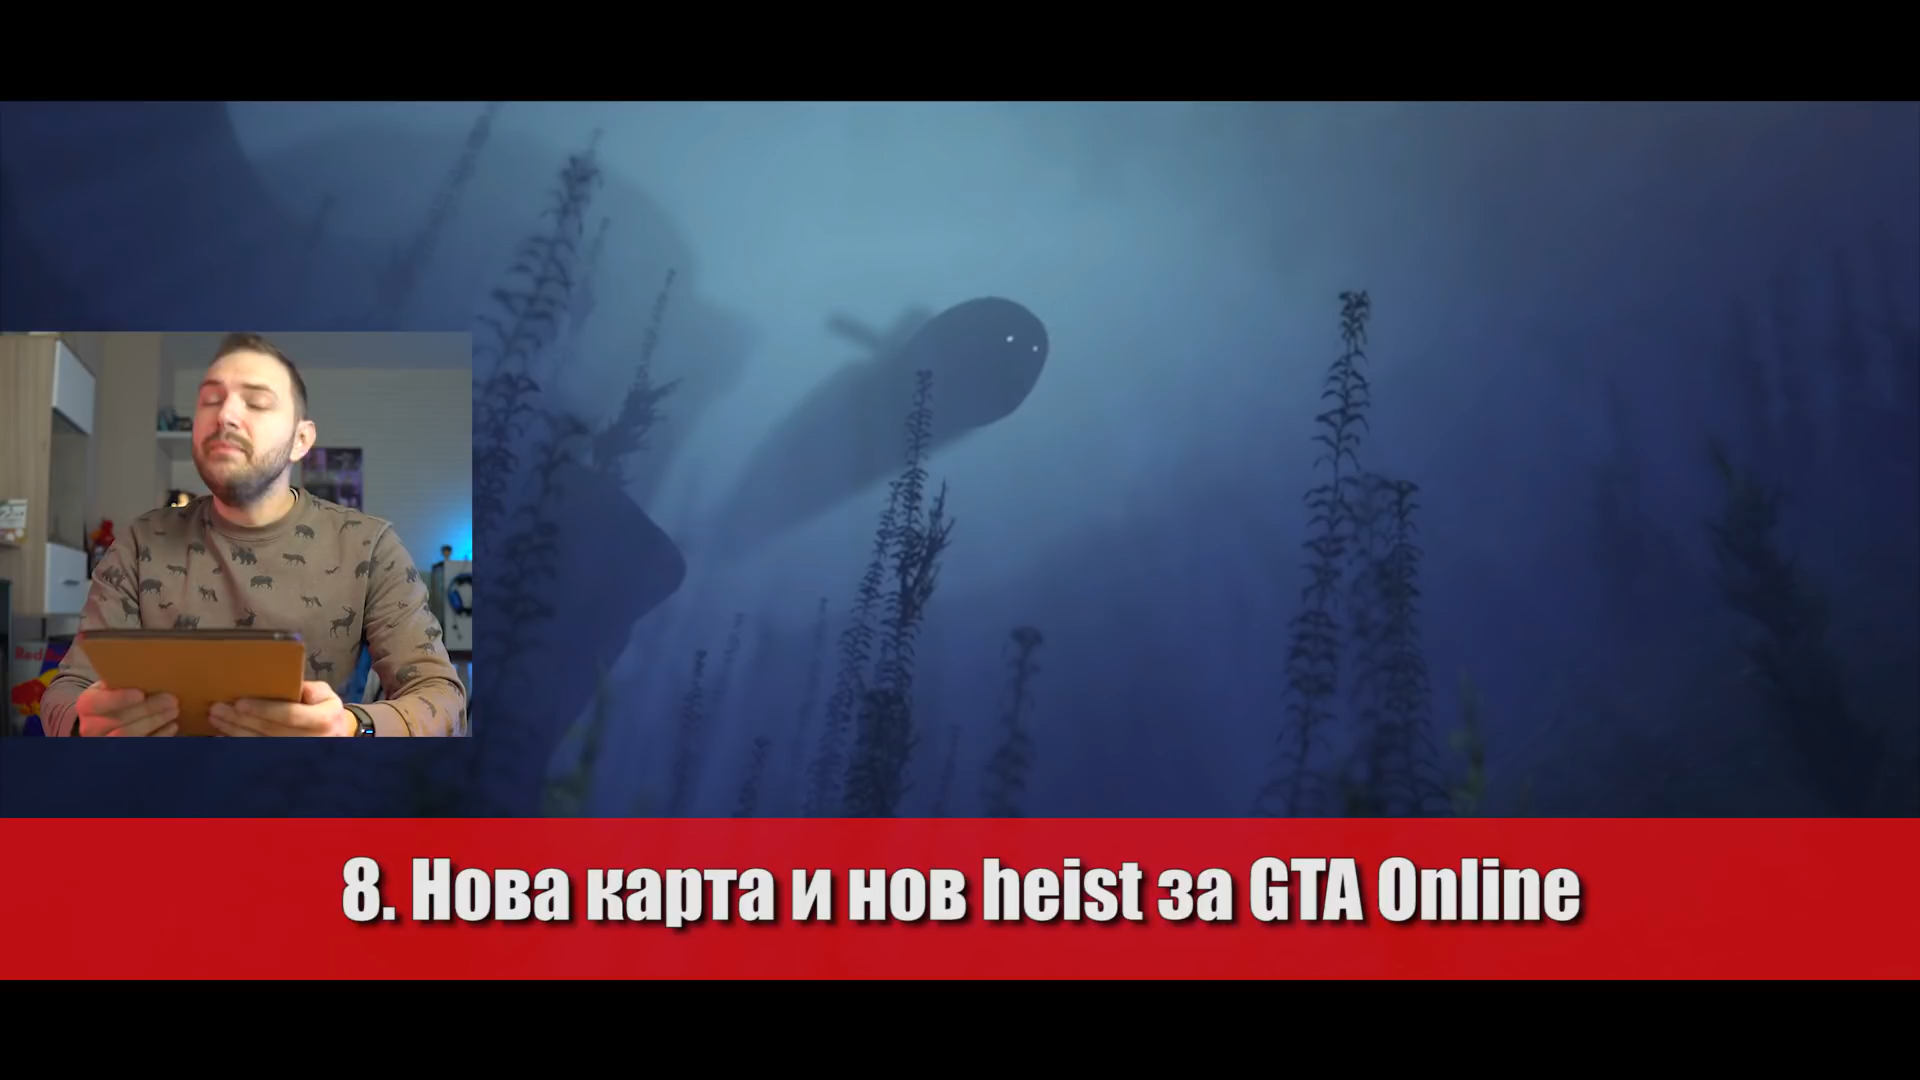 8. Нова карта и нов heist за GTA Online